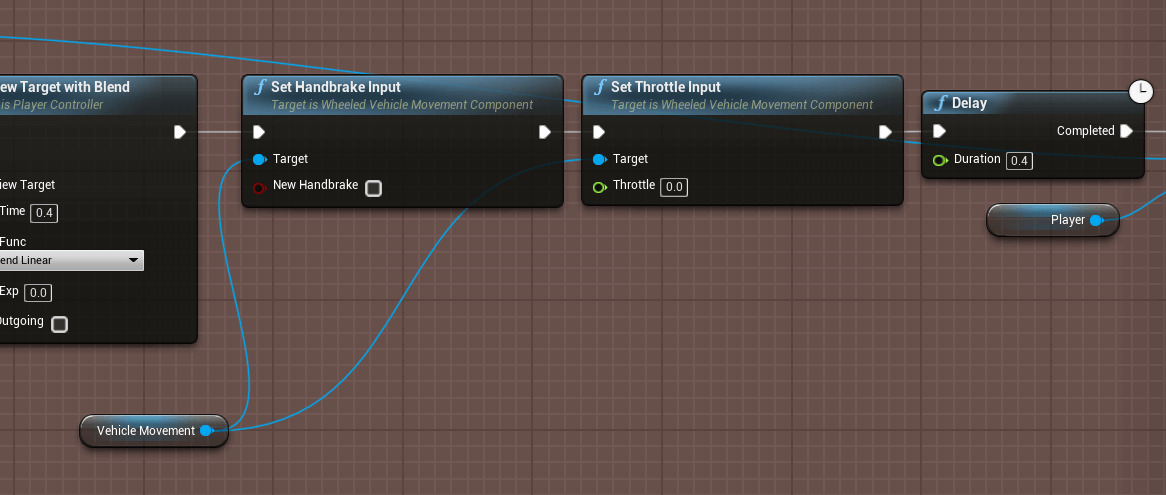 ew Target with Blend
is Player Controller
iew Target
Time 0.4
Func
end Linear
Exp 0.0
Outgoing
Set Handbrake Input
Target is Wheeled Vehicle Movement Component
Target
New Handbrake
Set Throttle Input
Target is Wheeled Vehicle Movement Component
Target
Throttle 0.0
Delay
Completed
Duration 0.4
Player
Vehicle Movement